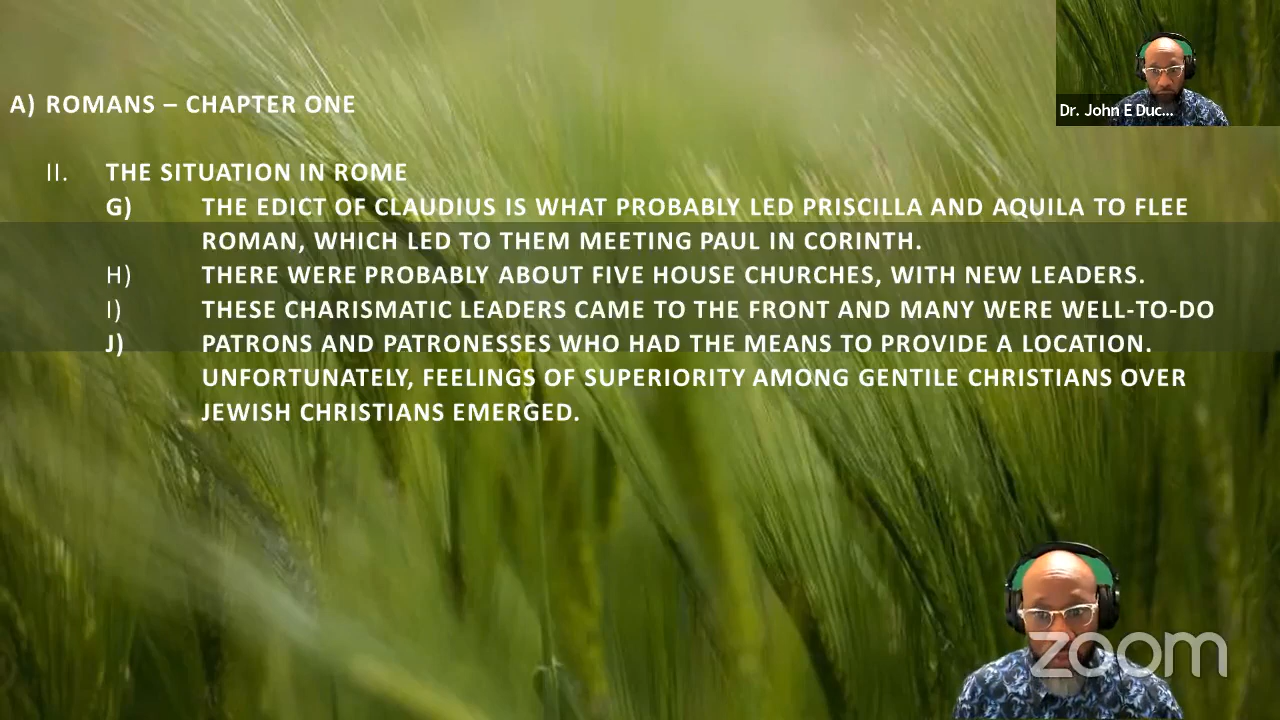 A) ROMANS – CHAPTER ONE
II. THE SITUATION IN ROME
G) THE EDICT OF CLAUDIUS IS WHAT PROBABLY LED PRISCILLA AND AQUILA TO FLEE
ROMAN, WHICH LED TO THEM MEETING PAUL IN CORINTH.
H) THERE WERE PROBABLY ABOUT FIVE HOUSE CHURCHES, WITH NEW LEADERS.
I) THESE CHARISMATIC LEADERS CAME TO THE FRONT AND MANY WERE WELL-TO-DO
J) PATRONS AND PATRONESSES WHO HAD THE MEANS TO PROVIDE A LOCATION.
UNFORTUNATELY, FEELINGS OF SUPERIORITY AMONG GENTILE CHRISTIANS OVER
JEWISH CHRISTIANS EMERGED.
Dr. John E Duc...
zoom